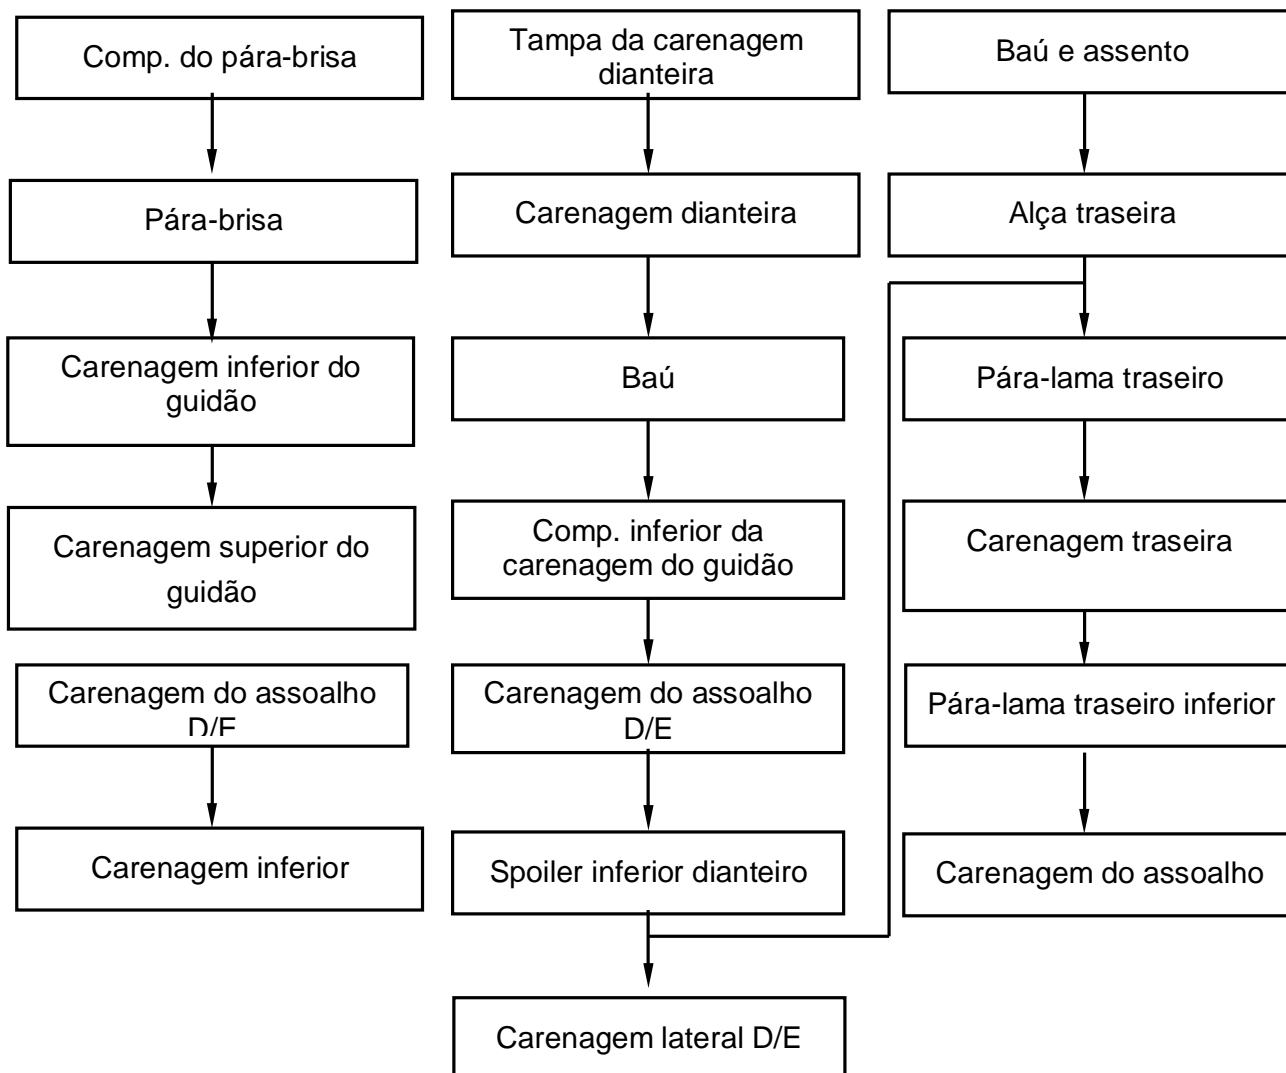 Comp. do pára-brisa
Pára-brisa
Carenagem inferior do
guidão
Carenagem superior do
guidão
Carenagem do assoalho
D/E
Carenagem inferior
Tampa da carenagem
dianteira
Carenagem dianteira
Baú
Comp. inferior da
carenagem do guidão
Carenagem do assoalho
D/E
Spoiler inferior dianteiro
Carenagem lateral D/E
Baú e assento
Alça traseira
Pára-lama traseiro
Carenagem traseira
Pára-lama traseiro inferior
Carenagem do assoalho